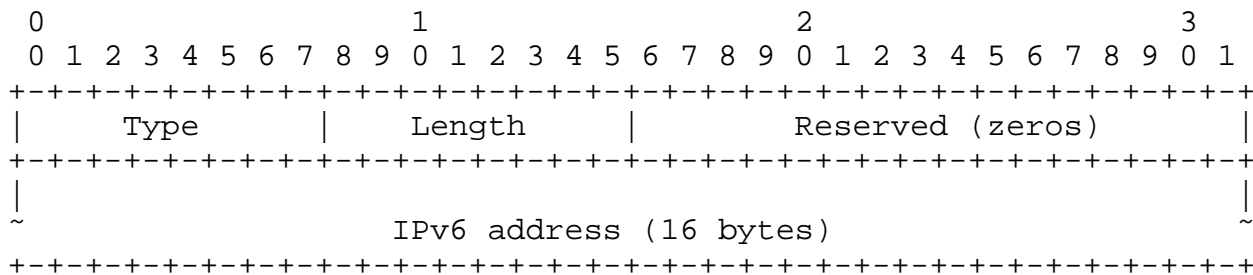 0                   1                   2                   3
 0 1 2 3 4 5 6 7 8 9 0 1 2 3 4 5 6 7 8 9 0 1 2 3 4 5 6 7 8 9 0 1
+-+-+-+-+-+-+-+-+-+-+-+-+-+-+-+-+-+-+-+-+-+-+-+-+-+-+-+-+-+-+-+-+
|     Type      |    Length     |       Reserved (zeros)        |
+-+-+-+-+-+-+-+-+-+-+-+-+-+-+-+-+-+-+-+-+-+-+-+-+-+-+-+-+-+-+-+-+
|                                                               |
~                   IPv6 address (16 bytes)                     ~
+-+-+-+-+-+-+-+-+-+-+-+-+-+-+-+-+-+-+-+-+-+-+-+-+-+-+-+-+-+-+-+-+